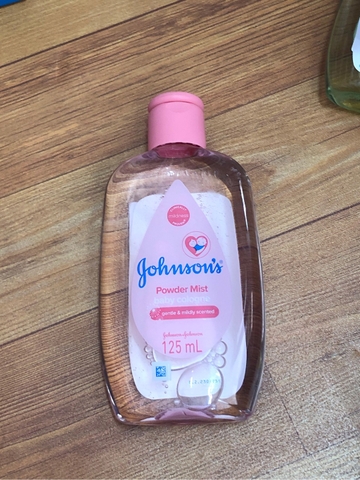 Johnson's®
Powder Mist
baby cologne
gentle & mildly scented
Johnson & Johnson
125 mL